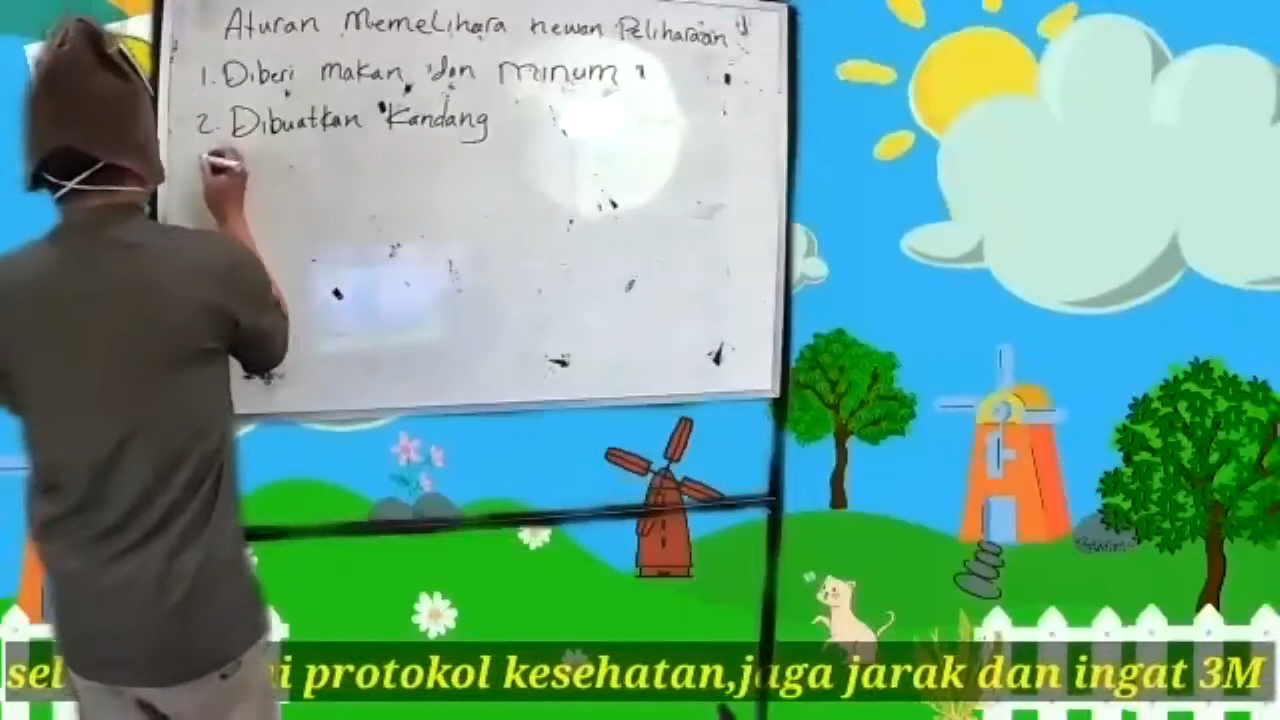 Aturan Memelihara hewan Peliharaan
1. Diberi makan dan minum
2. Dibuatkan Kandang
i protokol kesehatan,jaga jarak dan ingat 3M